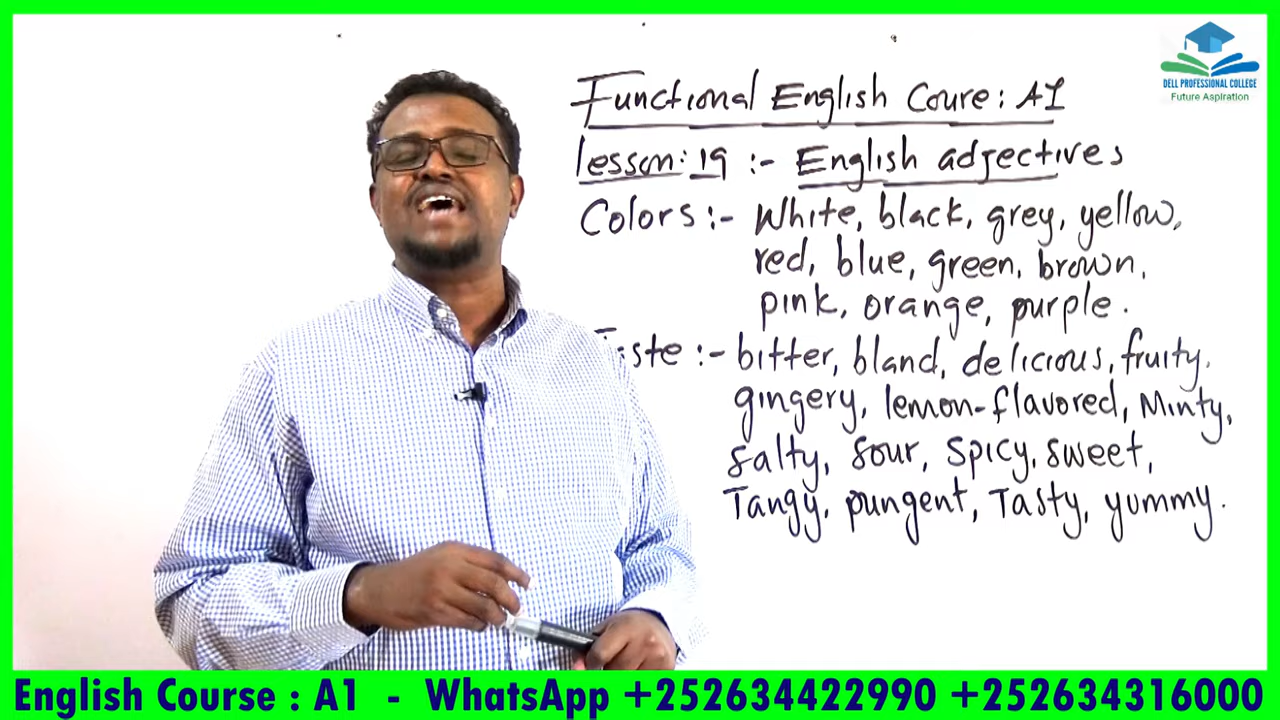 DELL PROFESSIONAL COLLEGE
Future Aspiration
Functional English Coure: A1
lesson: 19 :- English adjectives
Colors :- White, black, grey, yellow,
red, blue, green, brown,
pink, orange, purple.
Taste :- bitter, bland, delicious, fruity,
gingery, lemon-flavored, Minty,
salty, sour, spicy, sweet,
Tangy, pungent, Tasty, yummy.
English Course : A1 - WhatsApp +252634422990 +252634316000